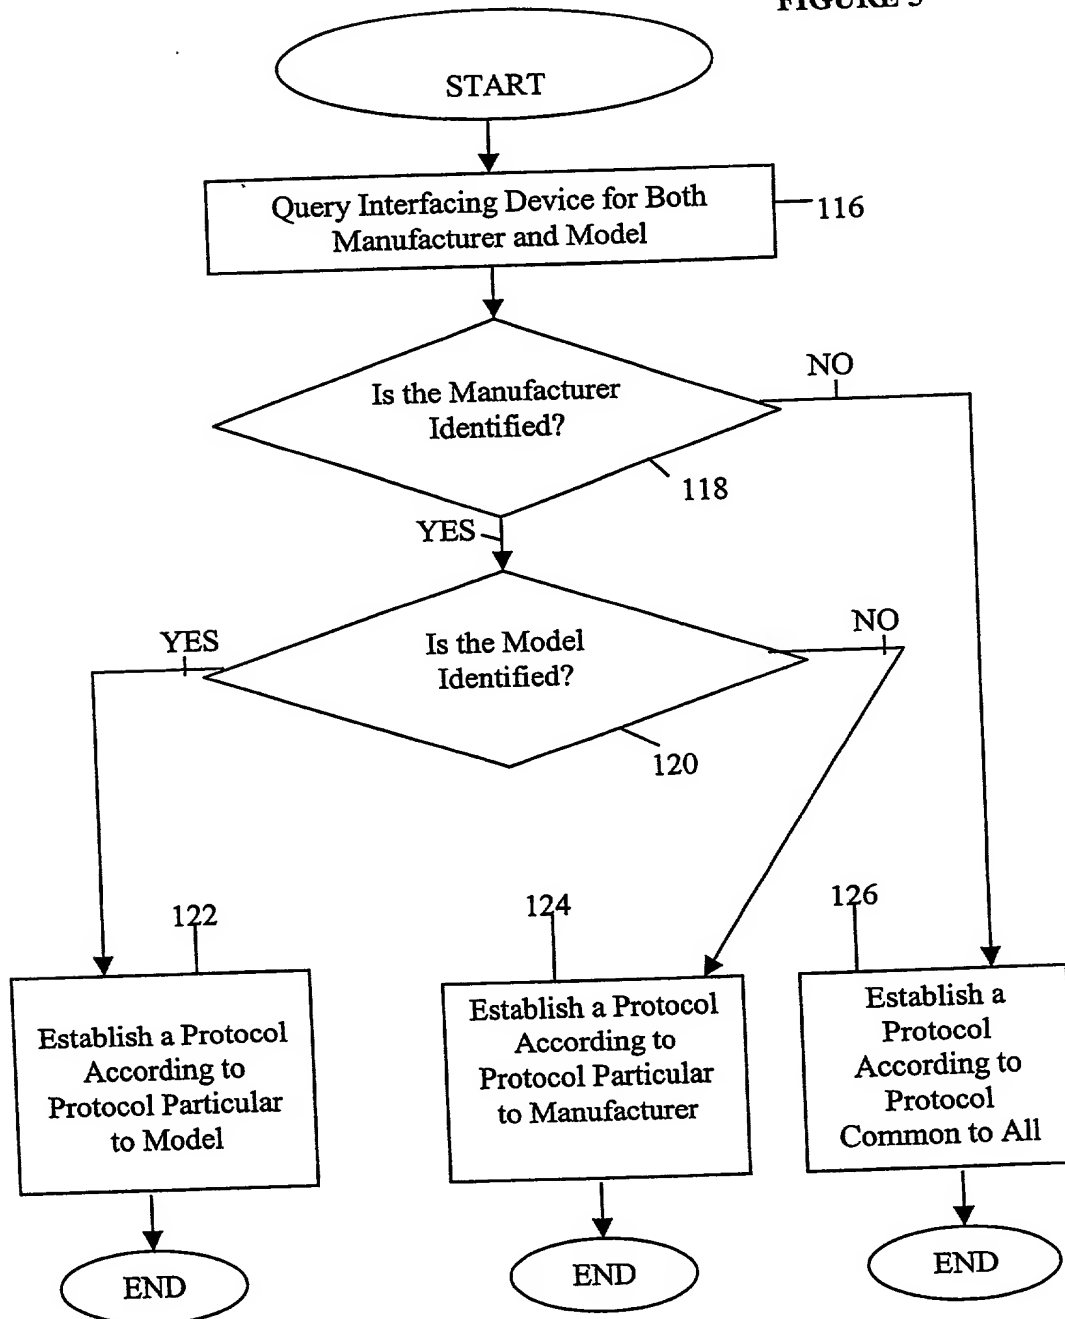 FIGURE 3
START
Query Interfacing Device for Both
Manufacturer and Model
116
Is the Manufacturer
Identified?
NO
118
YES
Is the Model
Identified?
YES
NO
120
122
124
126
Establish a Protocol
According to
Protocol Particular
to Model
Establish a Protocol
According to
Protocol Particular
to Manufacturer
Establish a
Protocol
According to
Protocol
Common to All
END
END
END